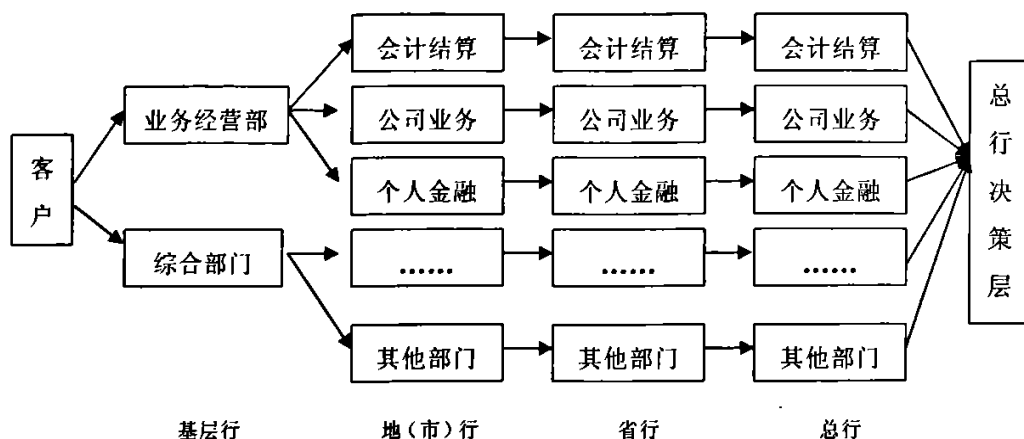 会计结算 会计结算 会计结算
业务经营部 公司业务 公司业务 公司业务
客户
个人金融 个人金融 个人金融
综合部门 …… …… ……
其他部门 其他部门 其他部门
总行决策层
基层行 地(市)行 省行 总行